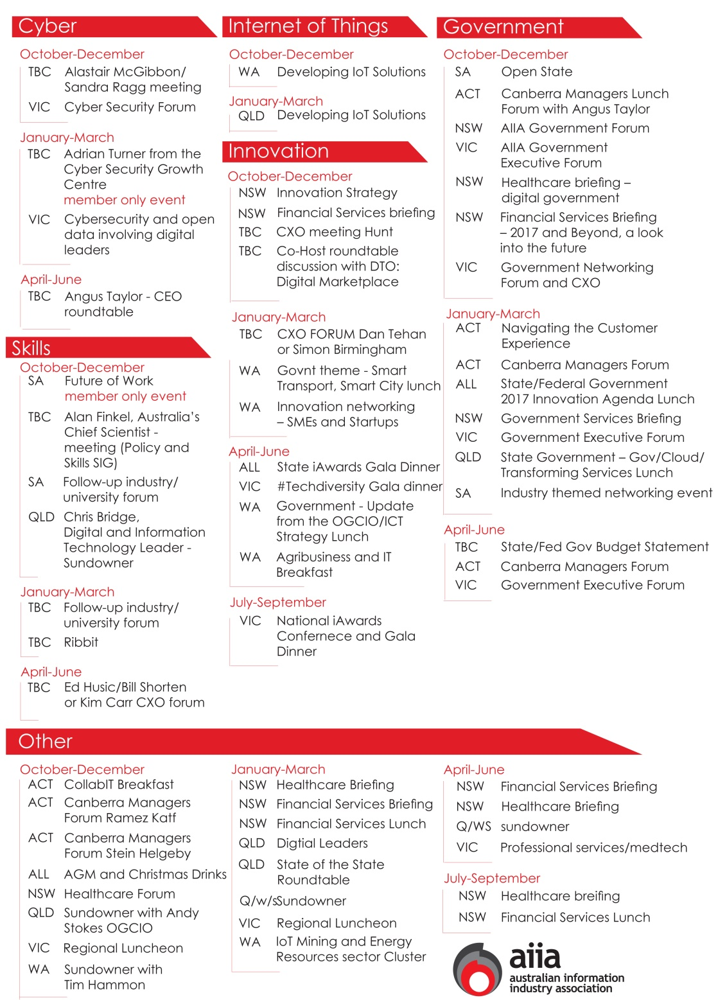 Cyber
October-December
TBC Alastair McGibbon/
Sandra Ragg meeting
VIC Cyber Security Forum
January-March
TBC Adrian Turner from the
Cyber Security Growth
Centre
member only event
VIC Cybersecurity and open
data involving digital
leaders
April-June
TBC Angus Taylor - CEO
roundtable
Skills
October-December
SA Future of Work
member only event
TBC Alan Finkel, Australia's
Chief Scientist -
meeting (Policy and
Skills SIG)
SA Follow-up industry/
university forum
QLD Chris Bridge,
Digital and Information
Technology Leader -
Sundowner
January-March
TBC Follow-up industry/
university forum
TBC Ribbit
April-June
TBC Ed Husic/Bill Shorten
or Kim Carr CXO forum
Internet of Things
October-December
WA Developing IoT Solutions
January-March
QLD Developing IoT Solutions
Innovation
October-December
NSW Innovation Strategy
NSW Financial Services briefing
TBC CXO meeting Hunt
TBC Co-Host roundtable
discussion with DTO:
Digital Marketplace
January-March
TBC CXO FORUM Dan Tehan
or Simon Birmingham
WA Govnt theme - Smart
Transport, Smart City lunch
WA Innovation networking
– SMEs and Startups
April-June
ALL State iAwards Gala Dinner
VIC #Techdiversity Gala dinner
WA Government - Update
from the OGCIO/ICT
Strategy Lunch
WA Agribusiness and IT
Breakfast
July-September
VIC National iAwards
Confernece and Gala
Dinner
Government
October-December
SA Open State
ACT Canberra Managers Lunch
Forum with Angus Taylor
NSW AIIA Government Forum
VIC AIIA Government
Executive Forum
NSW Healthcare briefing –
digital government
NSW Financial Services Briefing
– 2017 and Beyond, a look
into the future
VIC Government Networking
Forum and CXO
January-March
ACT Navigating the Customer
Experience
ACT Canberra Managers Forum
ALL State/Federal Government
2017 Innovation Agenda Lunch
NSW Government Services Briefing
VIC Government Executive Forum
QLD State Government – Gov/Cloud/
Transforming Services Lunch
SA Industry themed networking event
April-June
TBC State/Fed Gov Budget Statement
ACT Canberra Managers Forum
VIC Government Executive Forum
Other
October-December
ACT CollabIT Breakfast
ACT Canberra Managers
Forum Ramez Katf
ACT Canberra Managers
Forum Stein Helgeby
ALL AGM and Christmas Drinks
NSW Healthcare Forum
QLD Sundowner with Andy
Stokes OGCIO
VIC Regional Luncheon
WA Sundowner with
Tim Hammon
January-March
NSW Healthcare Briefing
NSW Financial Services Briefing
NSW Financial Services Lunch
QLD Digtial Leaders
QLD State of the State
Roundtable
Q/w/s Sundowner
VIC Regional Luncheon
WA IoT Mining and Energy
Resources sector Cluster
April-June
NSW Financial Services Briefing
NSW Healthcare Briefing
Q/WS sundowner
VIC Professional services/medtech
July-September
NSW Healthcare breifing
NSW Financial Services Lunch
aiia
australian information
industry association